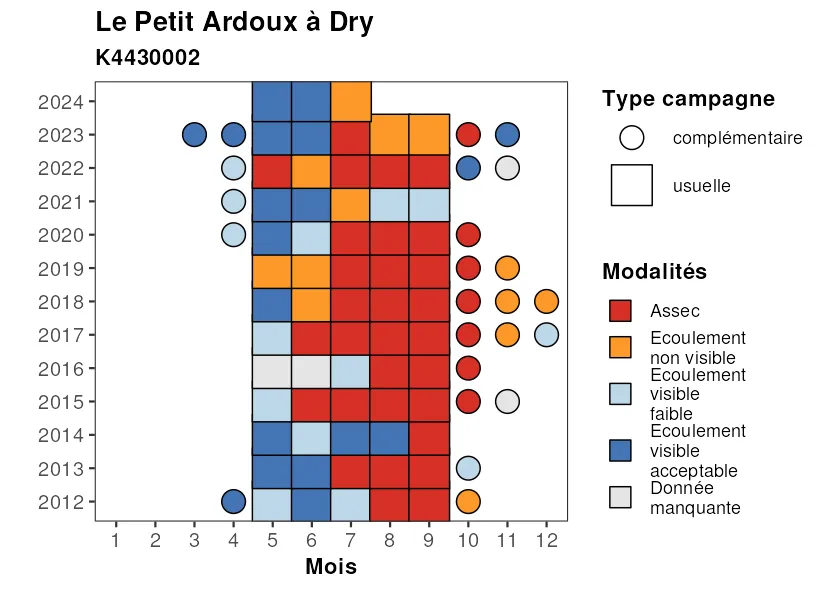 Le Petit Ardoux à Dry
K4430002
2024
2023
2022
2021
2020
2019
2018
2017
2016
2015
2014
2013
2012
1 2 3 4 5 6 7 8 9 10 11 12
Mois
Type campagne
complémentaire
usuelle
Modalités
Assec
Ecoulement
non visible
Ecoulement
visible
faible
Ecoulement
visible
acceptable
Donnée
manquante